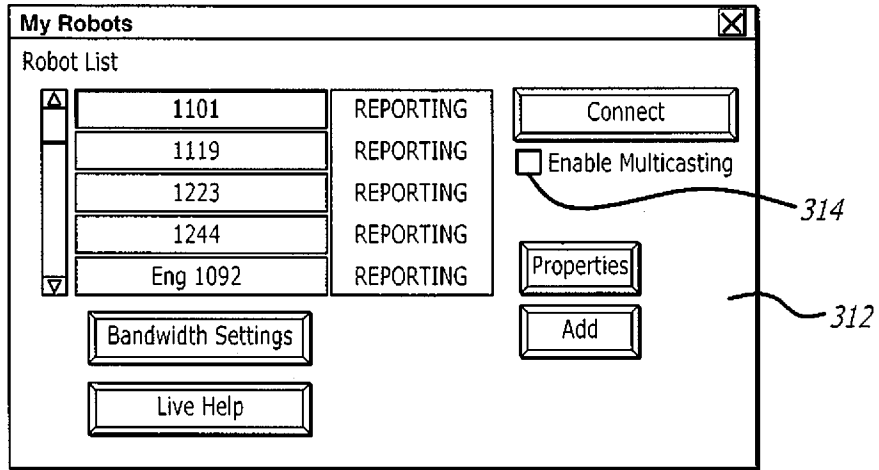 My Robots
Robot List
1101 REPORTING
1119 REPORTING
1223 REPORTING
1244 REPORTING
Eng 1092 REPORTING
Connect
Enable Multicasting
314
Properties
312
Add
Bandwidth Settings
Live Help